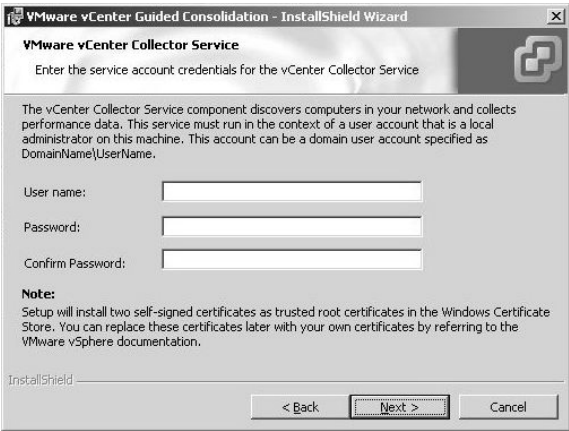 VMware vCenter Guided Consolidation - InstallShield Wizard
VMware vCenter Collector Service
Enter the service account credentials for the vCenter Collector Service
The vCenter Collector Service component discovers computers in your network and collects
performance data. This service must run in the context of a user account that is a local
administrator on this machine. This account can be a domain user account specified as
DomainName\UserName.
User name:
Password:
Confirm Password:
Note:
Setup will install two self-signed certificates as trusted root certificates in the Windows Certificate
Store. You can replace these certificates later with your own certificates by referring to the
VMware vSphere documentation.
InstallShield
< Back Next > Cancel